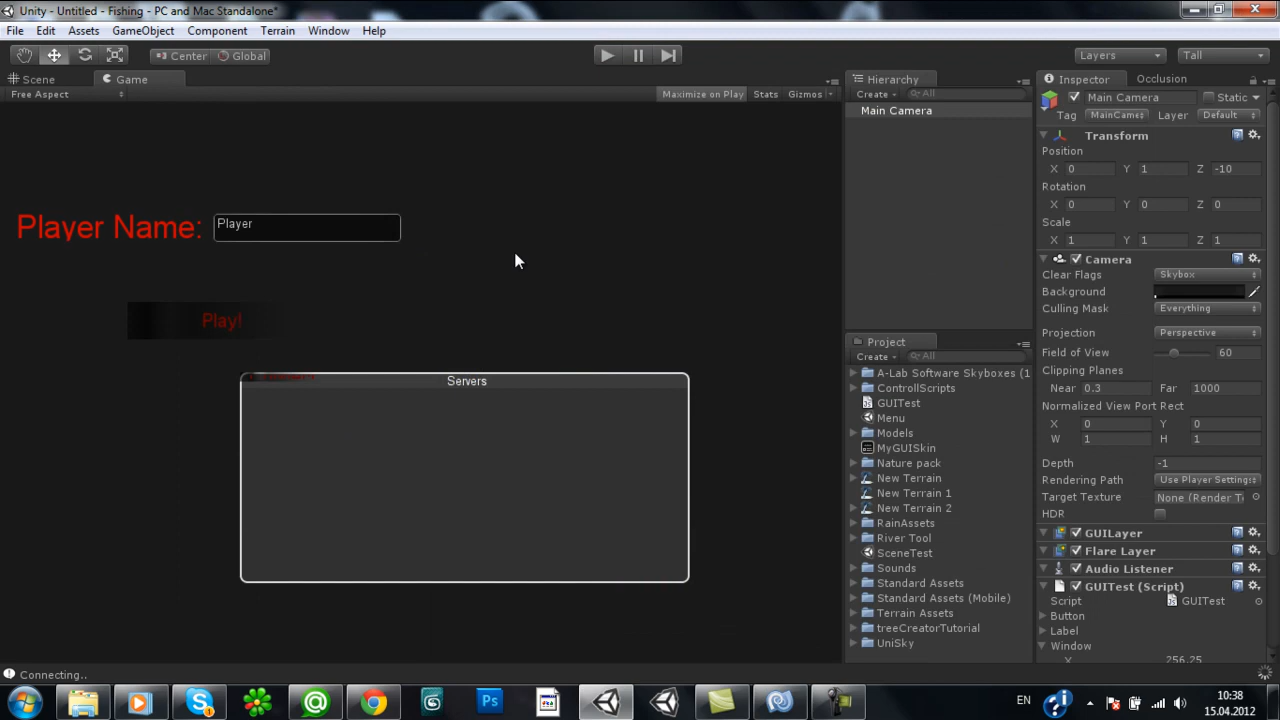 Unity - Untitled - Fishing - PC and Mac Standalone*
File Edit Assets GameObject Component Terrain Window Help
Center Global Layers Tall
Scene Game
Free Aspect Maximize on Play Stats Gizmos
Player Name: Player
Play!
Servers
Hierarchy
Create All
Main Camera
Project
Create All
A-Lab Software Skyboxes (1
ControllScripts
GUITest
Menu
Models
MyGUISkin
Nature pack
New Terrain
New Terrain 1
New Terrain 2
RainAssets
River Tool
SceneTest
Sounds
Standard Assets
Standard Assets (Mobile)
Terrain Assets
treeCreatorTutorial
UniSky
Inspector Occlusion
Main Camera Static
Tag MainCame Layer Default
Transform
Position
X 0 Y 1 Z -10
Rotation
X 0 Y 0 Z 0
Scale
X 1 Y 1 Z 1
Camera
Clear Flags Skybox
Background
Culling Mask Everything
Projection Perspective
Field of View 60
Clipping Planes
Near 0.3 Far 1000
Normalized View Port Rect
X 0 Y 0
W 1 H 1
Depth -1
Rendering Path Use Player Settings
Target Texture None (Render T
HDR
GUILayer
Flare Layer
Audio Listener
GUITest (Script)
Script GUITest
Button
Label
Window
X 256.25
Connecting..
Ps
EN
10:38
15.04.2012